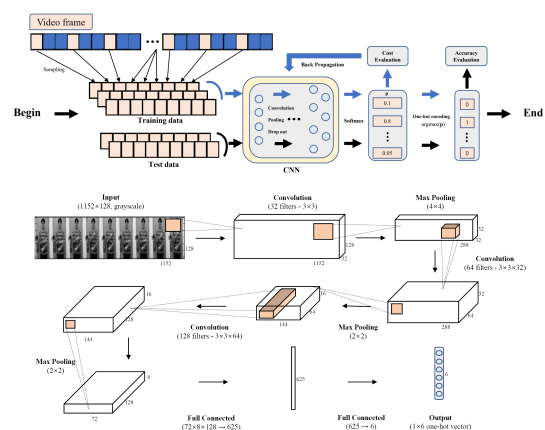 Video frame
Sampling
Begin
Training data
Test data
Back Propagation
Convolution
Pooling
Drop out
CNN
Softmax
Cost
Evaluation
p
0.1
0.8
0.05
One-hot encoding
argmax(p)
Accuracy
Evaluation
0
1
0
End
Input
(1152×128, grayscale)
128
1152
Convolution
(32 filters - 3×3)
128
1152
32
Max Pooling
(4×4)
32
288
32
Convolution
(64 filters - 3×3×32)
32
64
288
Max Pooling
(2×2)
16
64
144
Convolution
(128 filters - 3×3×64)
16
128
144
Max Pooling
(2×2)
8
128
72
Full Connected
(72×8×128 → 625)
625
Full Connected
(625 → 6)
6
Output
(1×6 one-hot vector)